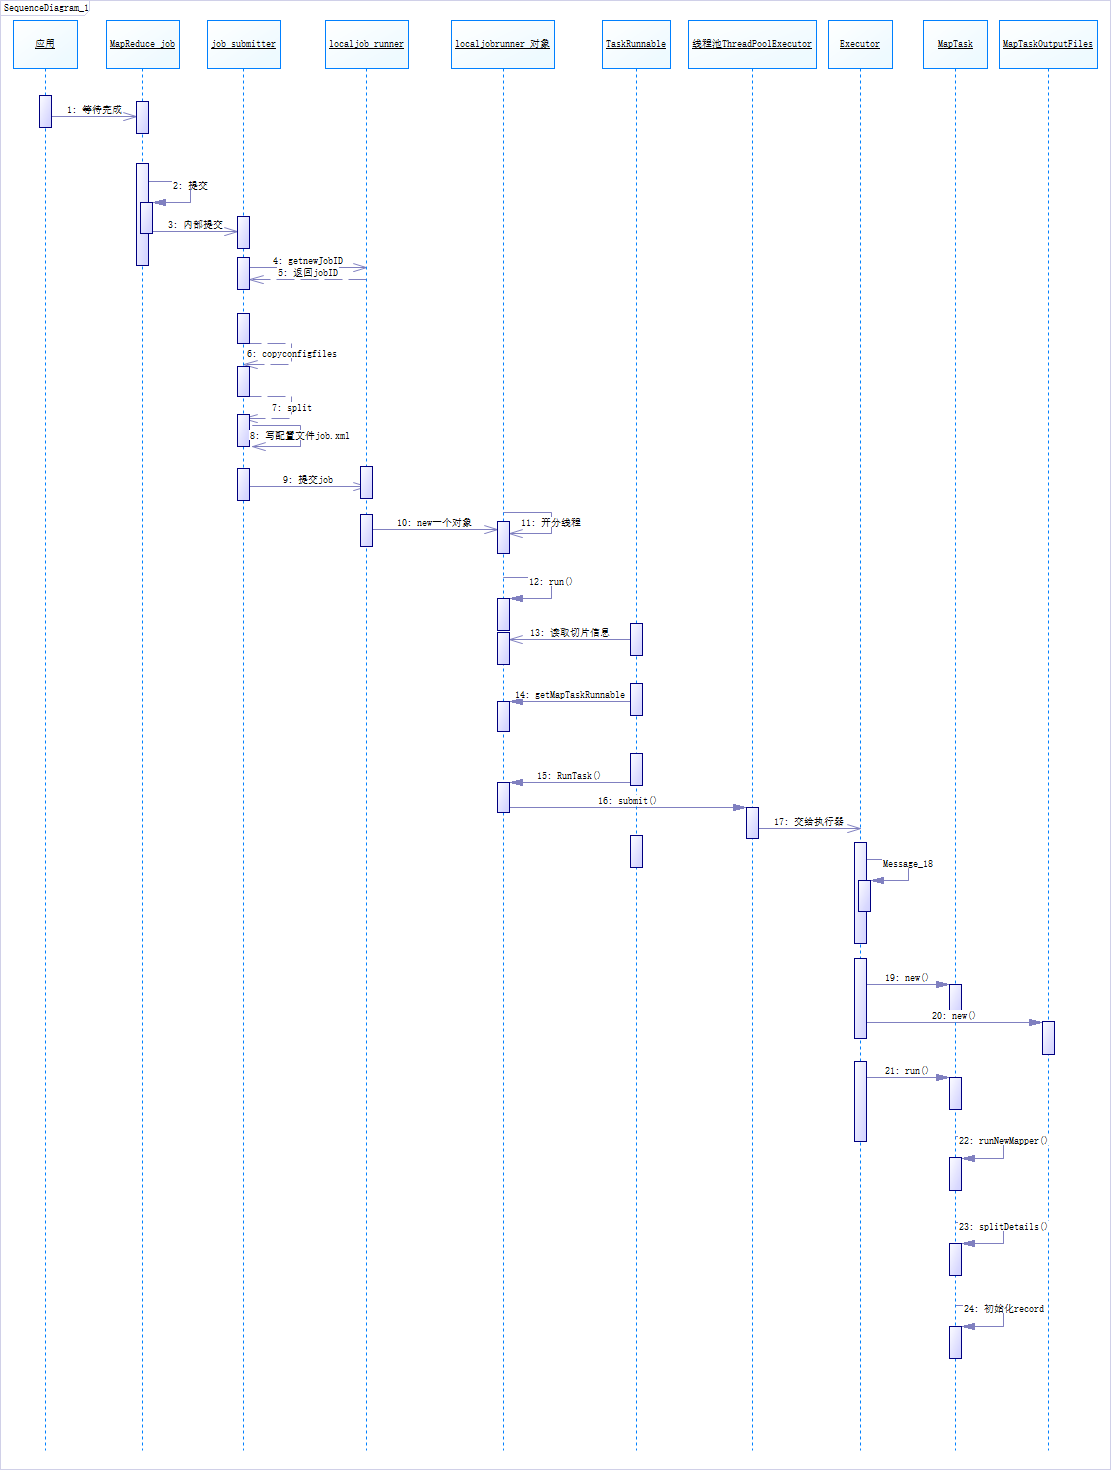 SequenceDiagram_1
应用
MapReduce job
job submitter
localjob runner
localjobrunner 对象
TaskRunnable
线程池ThreadPoolExecutor
Executor
MapTask
MapTaskOutputFiles
1: 等待完成
2: 提交
3: 内部提交
4: getnewJobID
5: 返回jobID
6: copyconfigfiles
7: split
8: 写配置文件job.xml
9: 提交job
10: new一个对象
11: 开分线程
12: run()
13: 读取切片信息
14: getMapTaskRunnable
15: RunTask()
16: submit()
17: 交给执行器
Message_18
19: new()
20: new()
21: run()
22: runNewMapper()
23: splitDetails()
24: 初始化record